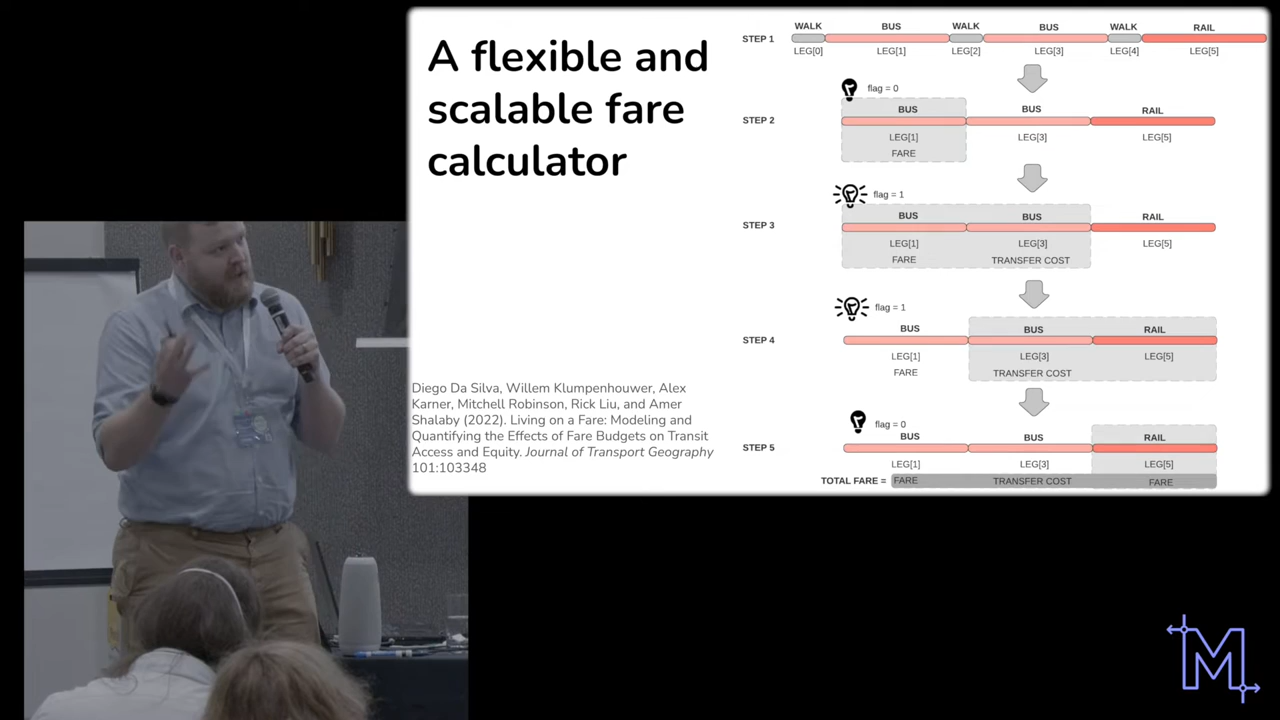 A flexible and
scalable fare
calculator
Diego Da Silva, Willem Klumpenhouwer, Alex
Karner, Mitchell Robinson, Rick Liu, and Amer
Shalaby (2022). Living on a Fare: Modeling and
Quantifying the Effects of Fare Budgets on Transit
Access and Equity. Journal of Transport Geography
101:103348
WALK BUS WALK BUS WALK RAIL
STEP 1
LEG[0] LEG[1] LEG[2] LEG[3] LEG[4] LEG[5]
flag = 0
BUS BUS RAIL
STEP 2
LEG[1] LEG[3] LEG[5]
FARE
flag = 1
BUS BUS RAIL
STEP 3
LEG[1] LEG[3] LEG[5]
FARE TRANSFER COST
flag = 1
BUS BUS RAIL
STEP 4
LEG[1] LEG[3] LEG[5]
FARE TRANSFER COST
flag = 0
BUS BUS RAIL
STEP 5
LEG[1] LEG[3] LEG[5]
TOTAL FARE = FARE TRANSFER COST FARE
M